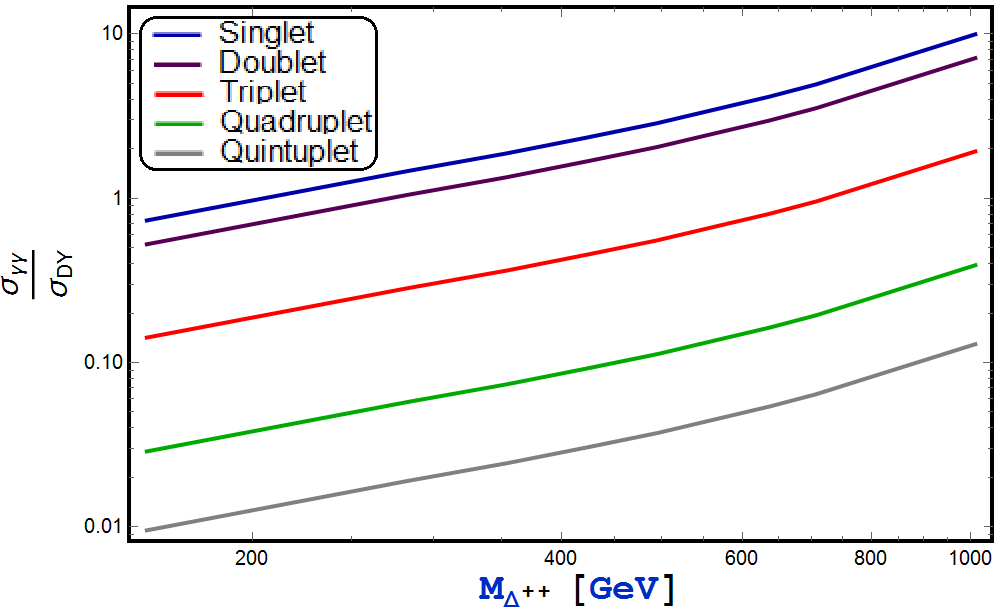 10
1
0.10
0.01
Singlet
Doublet
Triplet
Quadruplet
Quintuplet
σγγ
σDY
200
400
600
800
1000
MΔ++ [GeV]